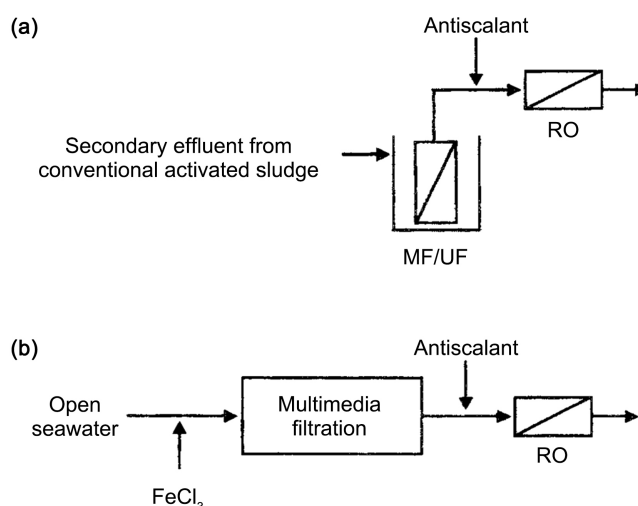 (a)
Antiscalant
RO
Secondary effluent from
conventional activated sludge
MF/UF
(b)
Antiscalant
Open
seawater
Multimedia
filtration
RO
FeCl₃